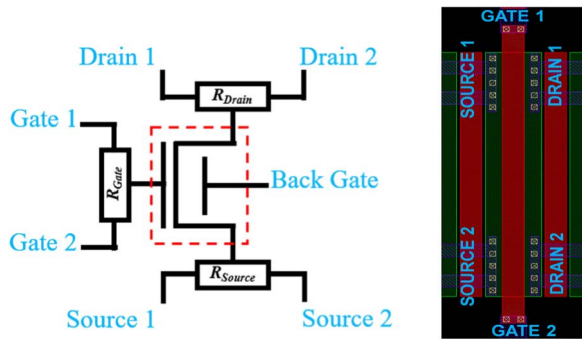 Drain 1
Drain 2
R_Drain
Gate 1
R_Gate
Back Gate
Gate 2
R_Source
Source 1
Source 2
GATE 1
SOURCE 1
DRAIN 1
SOURCE 2
DRAIN 2
GATE 2